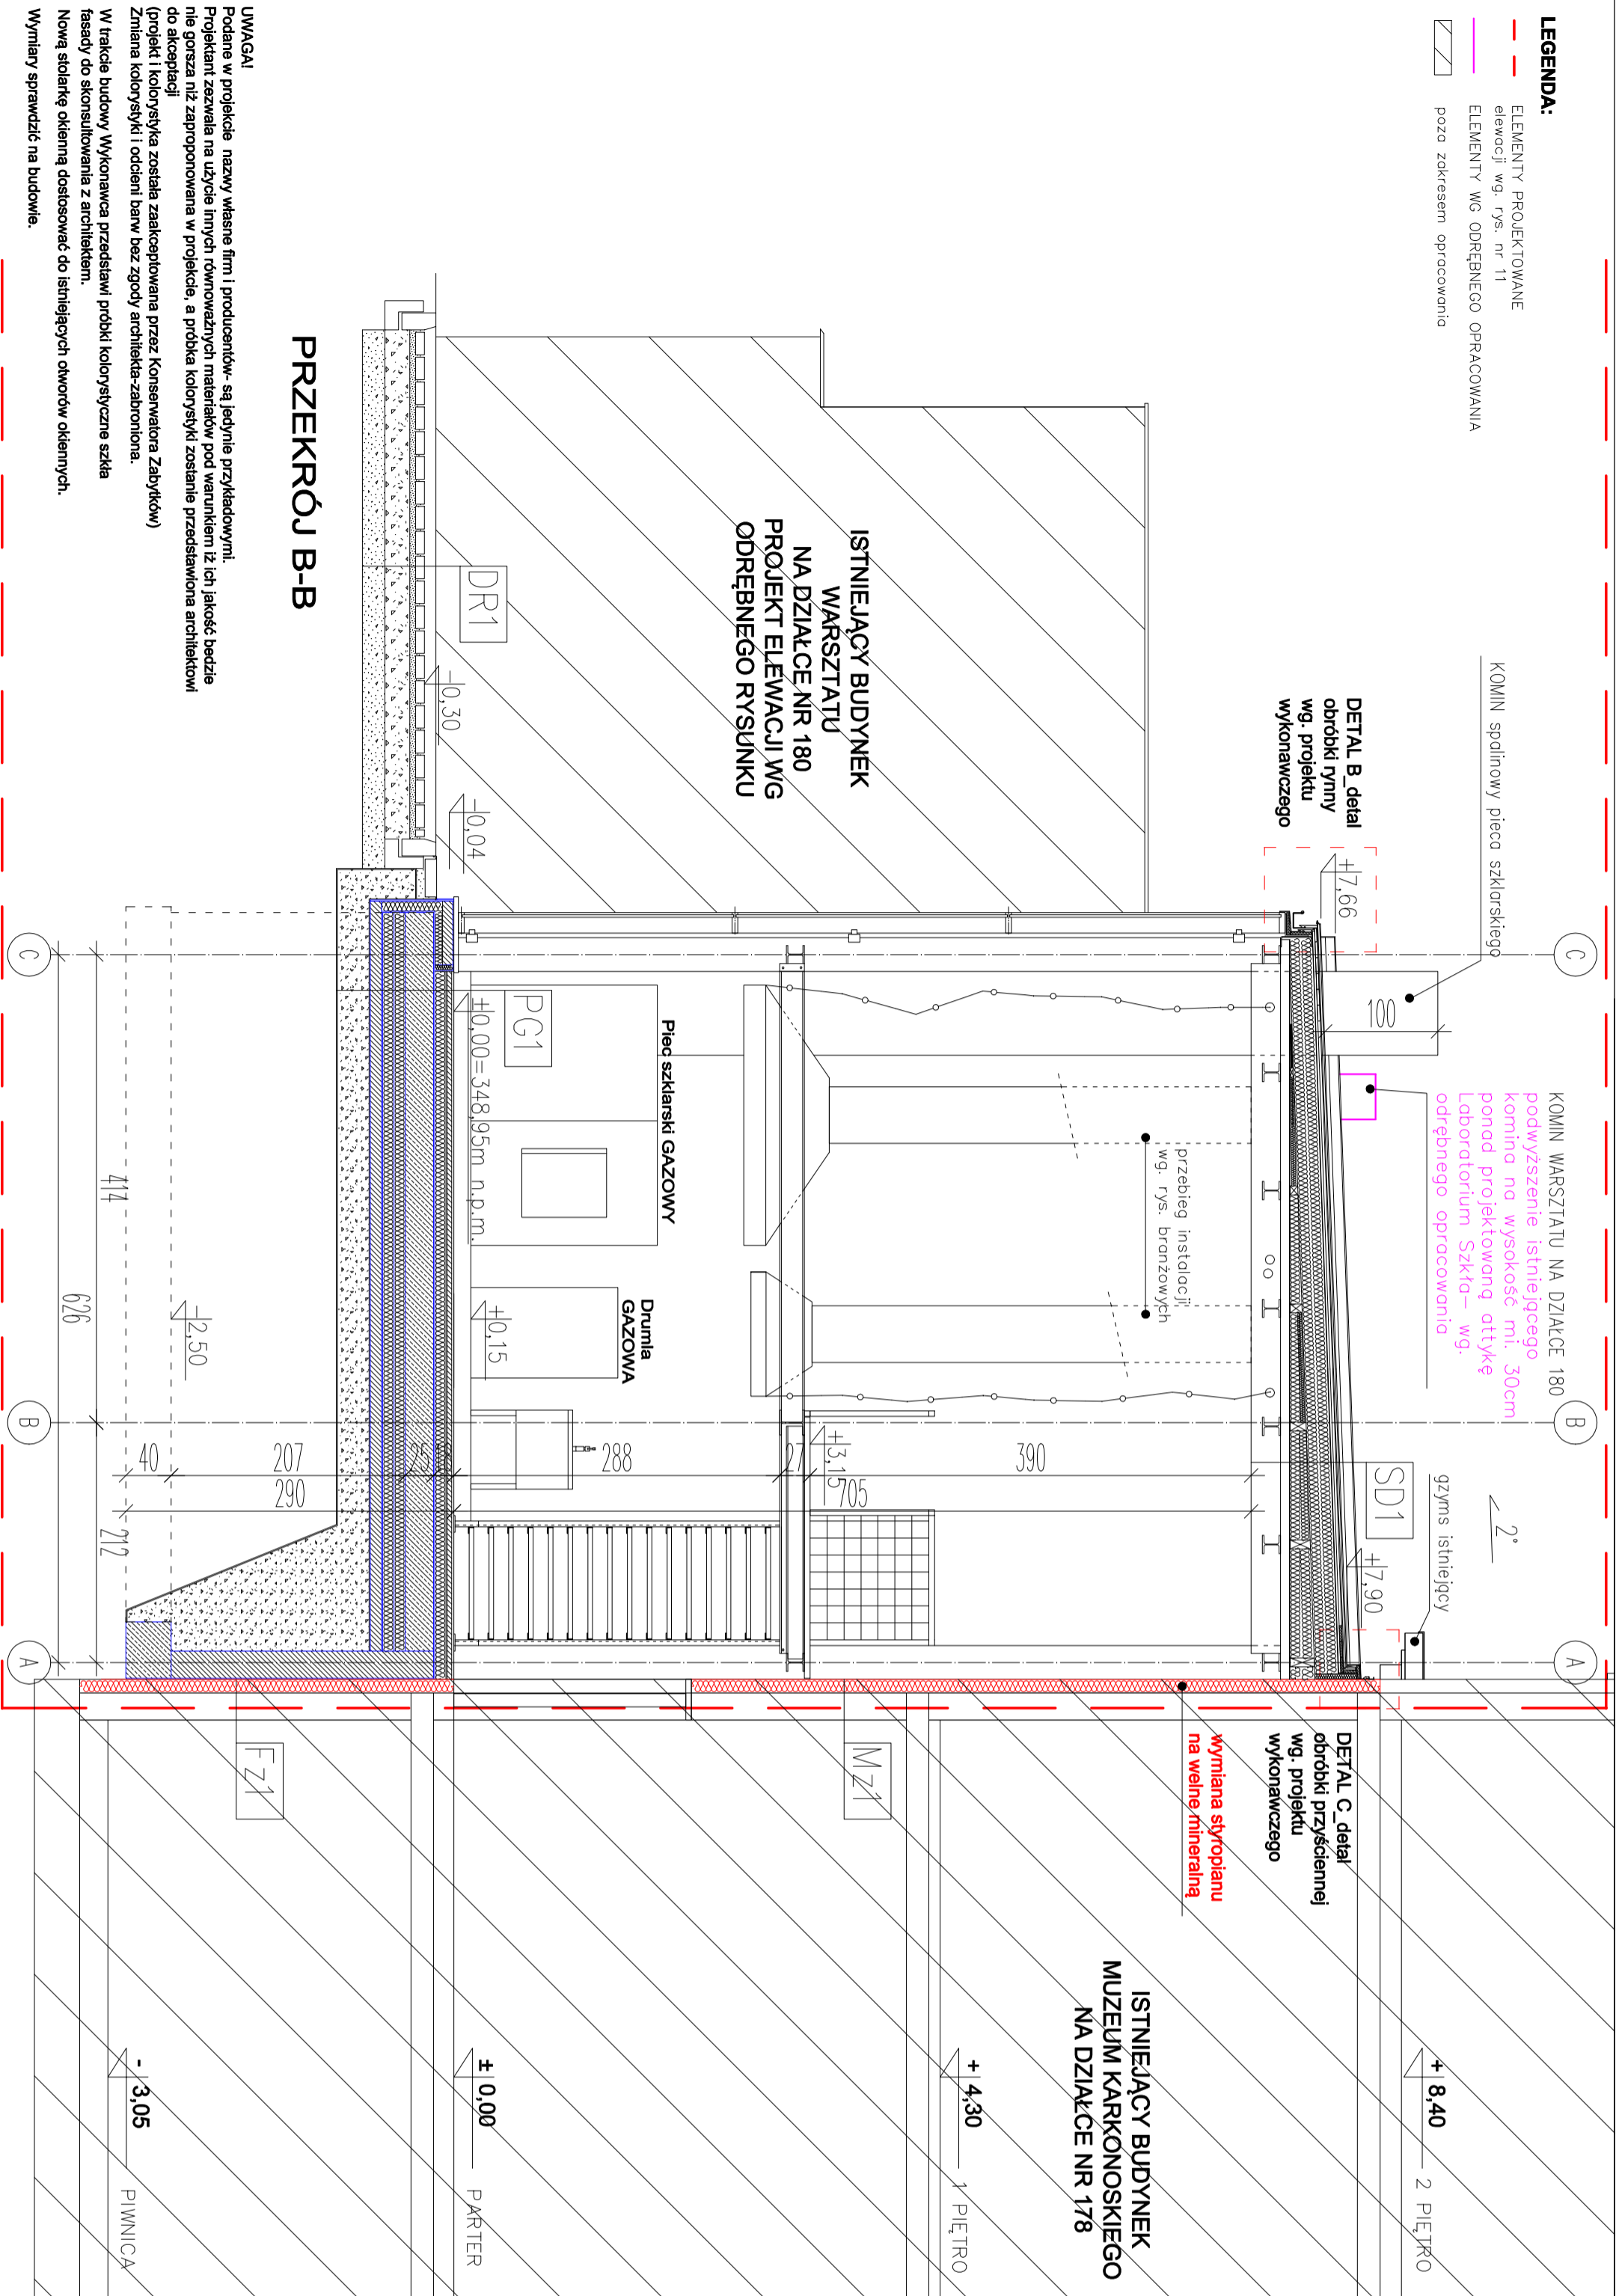 LEGENDA:
ELEMENTY PROJEKTOWANE
elewacji wg. rys. nr 11
ELEMENTY WG ODRĘBNEGO OPRACOWANIA
poza zakresem opracowania
KOMIN spalinowy pieca szklarskiego
KOMIN WARSZTATU NA DZIAŁCE 180
podwyższenie istniejącego
komina na wysokość mi. 30cm
ponad projektowaną attykę
Laboratorium Szkła– wg.
odrębnego opracowania
C
B
A
2°
gzyms istniejący
SD1
+7,90
100
+7,66
DETAL B_detal
obróbki rynny
wg. projektu
wykonawczego
DETAL C_detal
obróbki przyściennej
wg. projektu
wykonawczego
wymiana styropianu
na wełne mineralną
przebieg instalacji
wg. rys. branżowych
ISTNIEJĄCY BUDYNEK
WARSZTATU
NA DZIAŁCE NR 180
PROJEKT ELEWACJI WG
ODRĘBNEGO RYSUNKU
ISTNIEJĄCY BUDYNEK
MUZEUM KARKONOSKIEGO
NA DZIAŁCE NR 178
+ 8,40
2 PIĘTRO
+ 4,30
1 PIĘTRO
± 0,00
PARTER
- 3,05
PIWNICA
Mz1
Fz1
390
705
+3,15
27
288
Piec szklarski GAZOWY
Drumla
GAZOWA
+0,15
PG1
±0,00=348,95m n.p.m.
DR1
-0,30
-0,04
25
207
290
40
-2,50
414
212
626
C
B
A
PRZEKRÓJ B-B
UWAGA!
Podane w projekcie nazwy własne firm i producentów- są jedynie przykładowymi.
Projektant zezwala na użycie innych równoważnych materiałów pod warunkiem iż ich jakość bedzie
nie gorsza niż zaproponowana w projekcie, a próbka kolorystyki zostanie przedstawiona architektowi
do akceptacji
(projekt i kolorystyka została zaakceptowana przez Konserwatora Zabytków)
Zmiana kolorystyki i odcieni barw bez zgody architekta-zabroniona.
W trakcie budowy Wykonawca przedstawi próbki kolorystyczne szkła
fasady do skonsultowania z architektem.
Nową stolarkę okienną dostosować do istniejących otworów okiennych.
Wymiary sprawdzić na budowie.